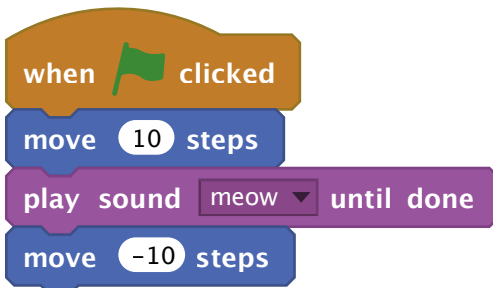 when clicked
move 10 steps
play sound meow until done
move -10 steps